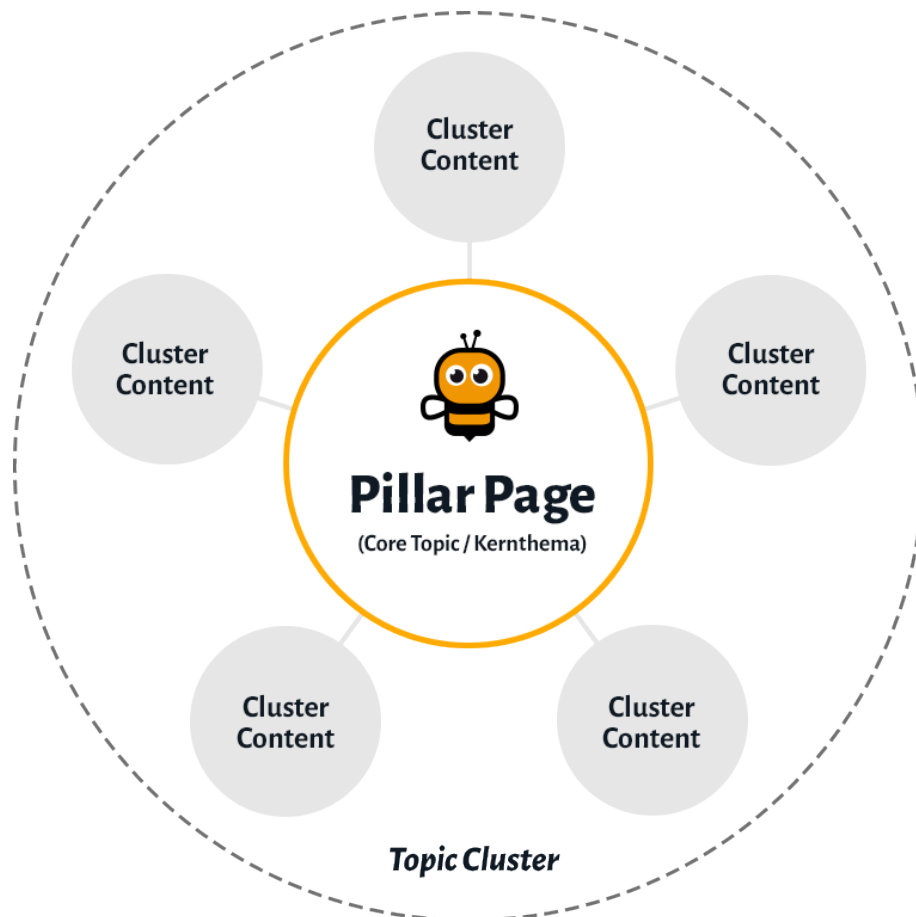 Cluster
Content
Cluster
Content
Cluster
Content
Pillar Page
(Core Topic / Kernthema)
Cluster
Content
Cluster
Content
Topic Cluster